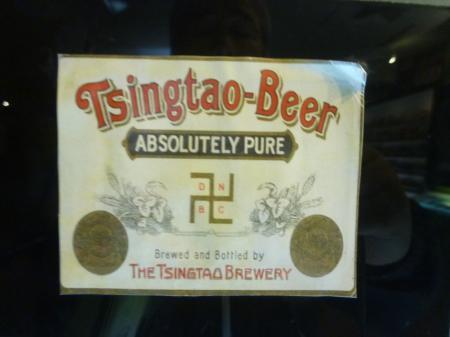 Tsingtao-Beer
ABSOLUTELY PURE
D N
B C
Brewed and Bottled by
THE TSINGTAO BREWERY